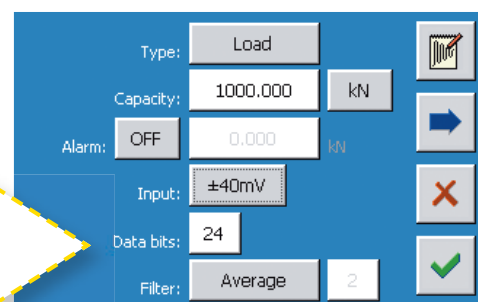 Type: Load
Capacity: 1000.000 kN
Alarm: OFF 0.000 kN
Input: ±40mV
Data bits: 24
Filter: Average 2